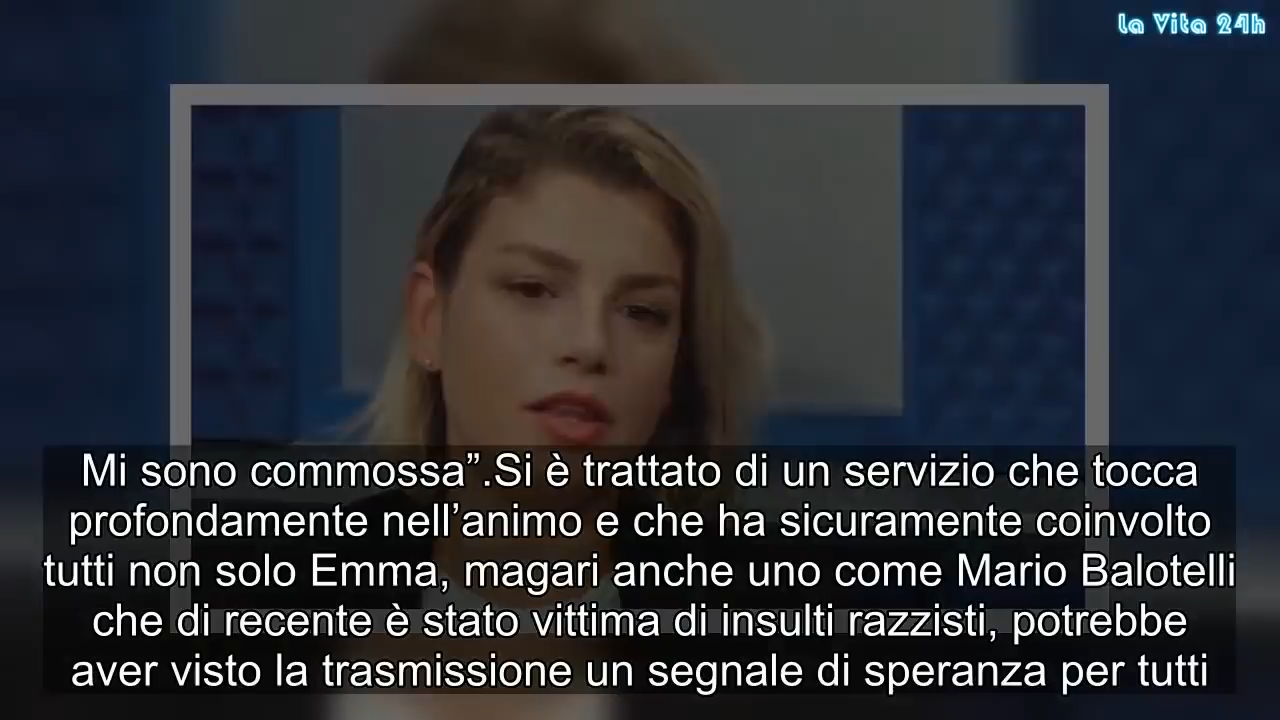 La Vita 24h
Mi sono commossa”.Si è trattato di un servizio che tocca
profondamente nell’animo e che ha sicuramente coinvolto
tutti non solo Emma, magari anche uno come Mario Balotelli
che di recente è stato vittima di insulti razzisti, potrebbe
aver visto la trasmissione un segnale di speranza per tutti